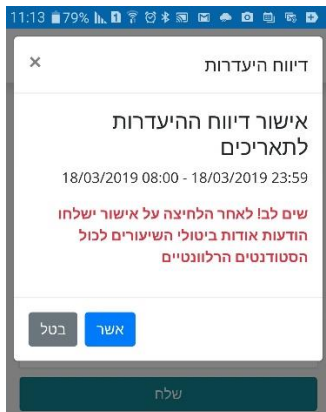 11:13 79%
דיווח היעדרות ×
אישור דיווח ההיעדרות
לתאריכים
18/03/2019 08:00 - 18/03/2019 23:59
שים לב! לאחר הלחיצה על אישור ישלחו
הודעות אודות ביטולי השיעורים לכול
הסטודנטים הרלוונטיים
אשר בטל
שלח